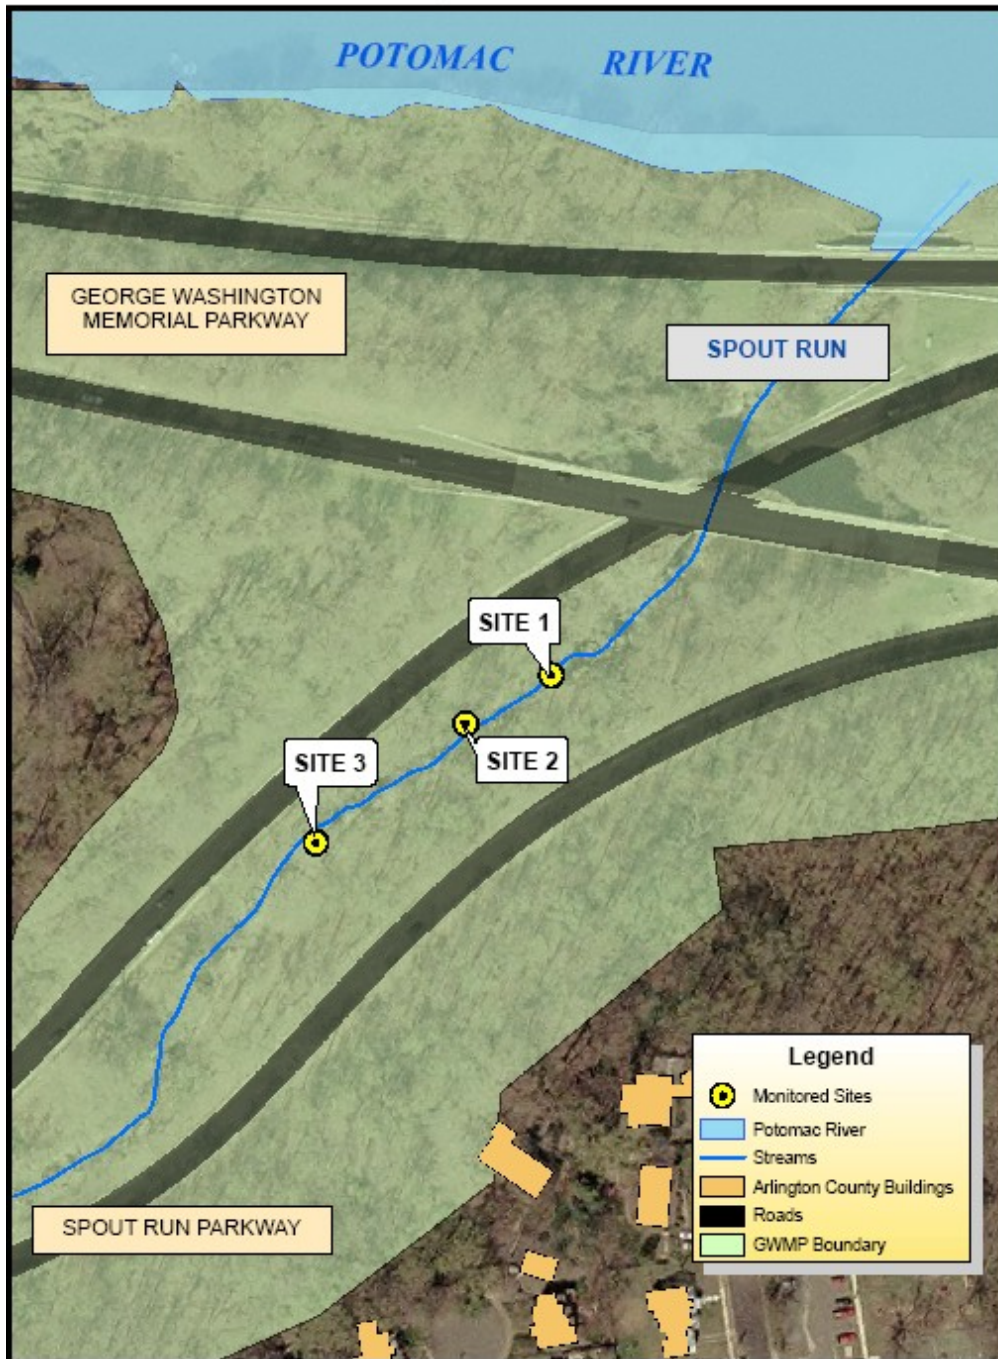 POTOMAC RIVER
GEORGE WASHINGTON
MEMORIAL PARKWAY
SPOUT RUN
SITE 1
SITE 2
SITE 3
SPOUT RUN PARKWAY
Legend
Monitored Sites
Potomac River
Streams
Arlington County Buildings
Roads
GWMP Boundary